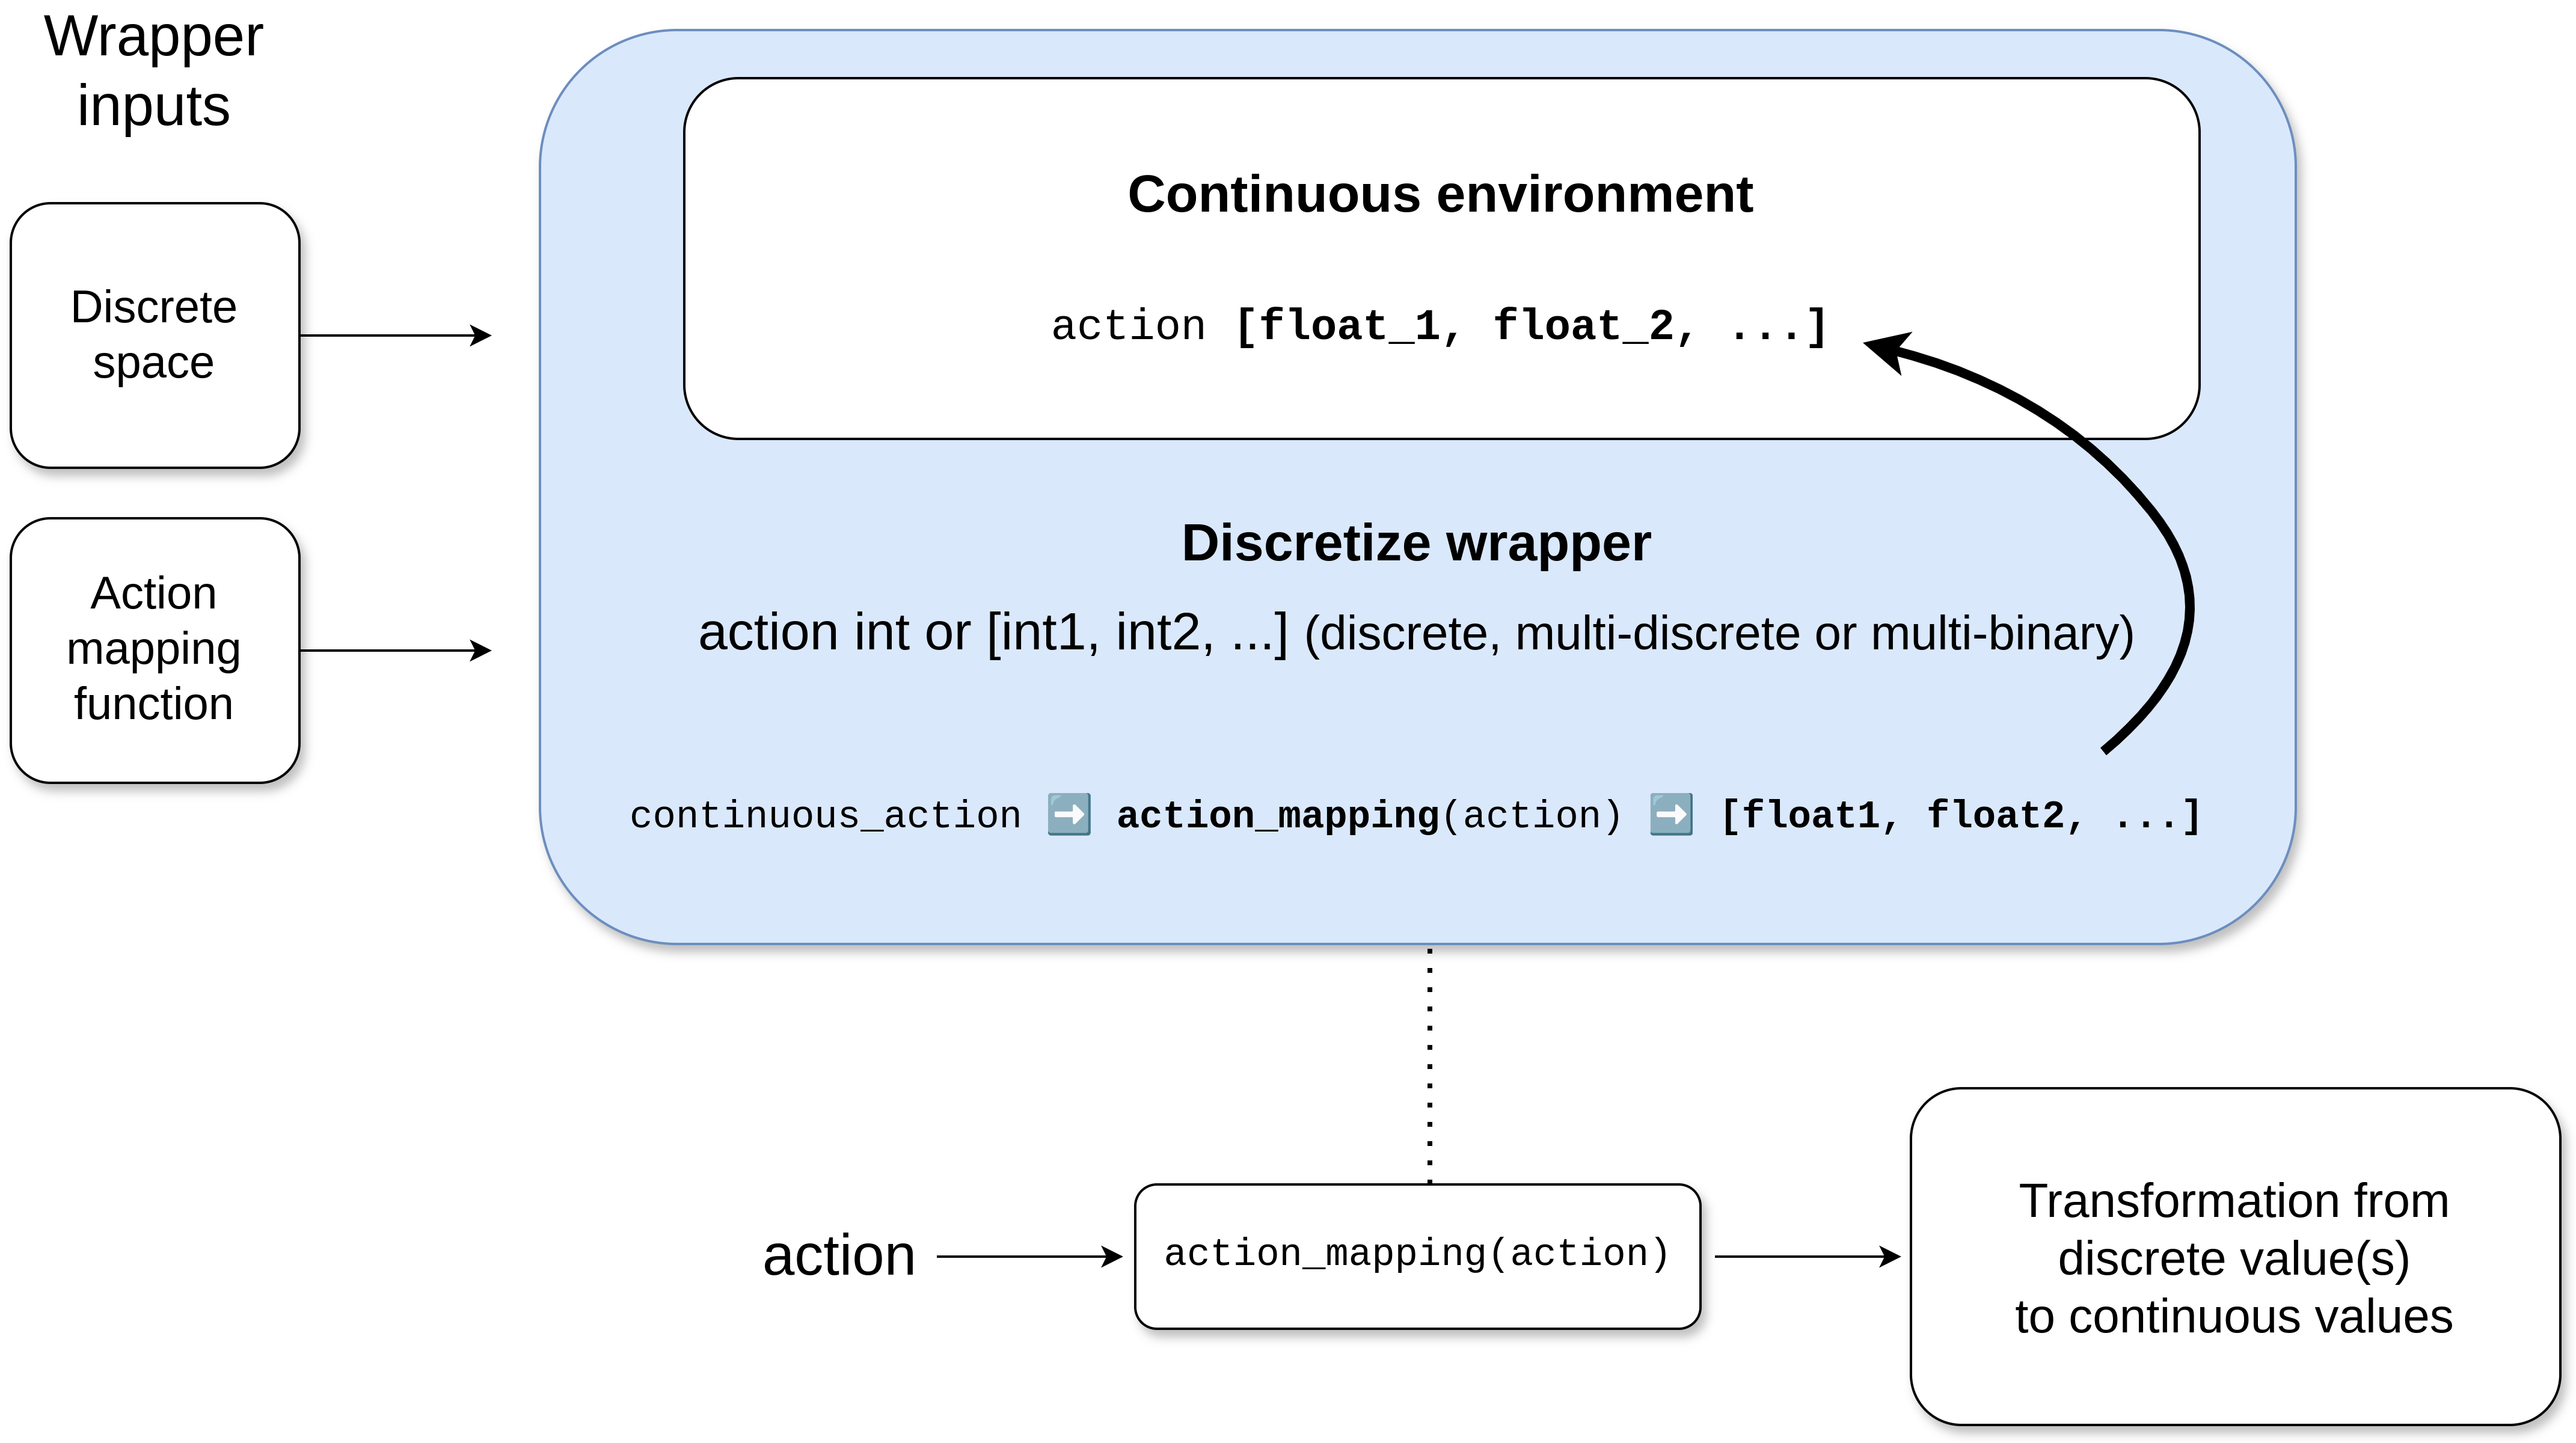 Wrapper
inputs
Discrete
space
Action
mapping
function
Continuous environment
action [float_1, float_2, ...]
Discretize wrapper
action int or [int1, int2, ...] (discrete, multi-discrete or multi-binary)
continuous_action ➡️ action_mapping(action) ➡️ [float1, float2, ...]
action
action_mapping(action)
Transformation from
discrete value(s)
to continuous values